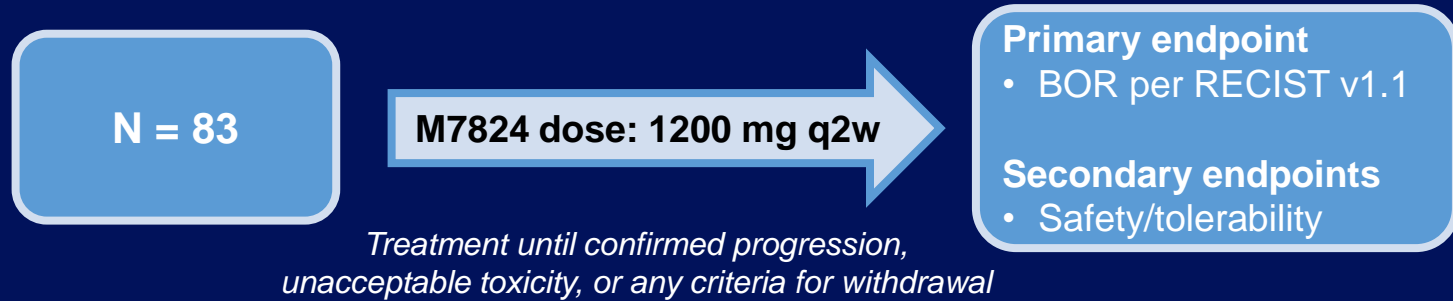 N = 83
M7824 dose: 1200 mg q2w
Treatment until confirmed progression,
unacceptable toxicity, or any criteria for withdrawal
Primary endpoint
• BOR per RECIST v1.1
Secondary endpoints
• Safety/tolerability